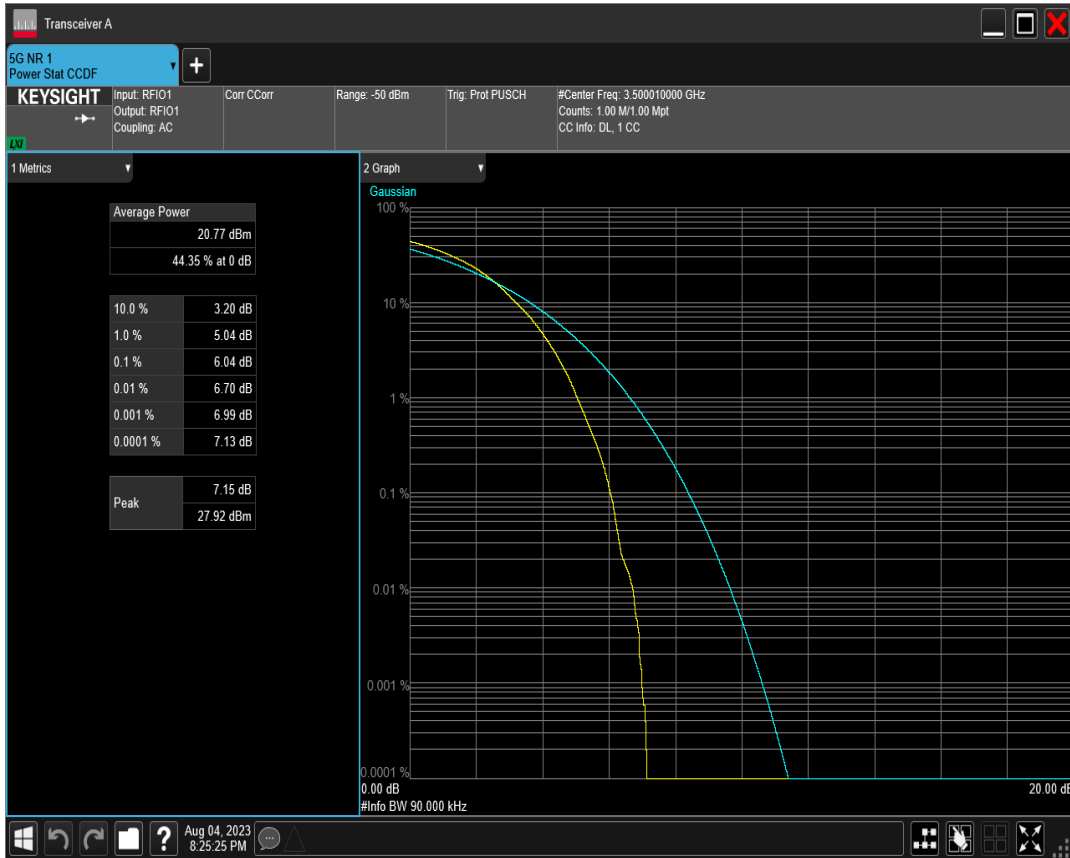 Transceiver A
5G NR 1
Power Stat CCDF
KEYSIGHT
LXI
Input: RFIO1
Output: RFIO1
Coupling: AC
Corr CCorr
Range: -50 dBm
Trig: Prot PUSCH
#Center Freq: 3.500010000 GHz
Counts: 1.00 M/1.00 Mpt
CC Info: DL, 1 CC
1 Metrics
Average Power
20.77 dBm
44.35 % at 0 dB
10.0 % 3.20 dB
1.0 % 5.04 dB
0.1 % 6.04 dB
0.01 % 6.70 dB
0.001 % 6.99 dB
0.0001 % 7.13 dB
Peak
7.15 dB
27.92 dBm
2 Graph
Gaussian
100 %
10 %
1 %
0.1 %
0.01 %
0.001 %
0.0001 %
0.00 dB 20.00 dB
#Info BW 90.000 kHz
Aug 04, 2023
8:25:25 PM